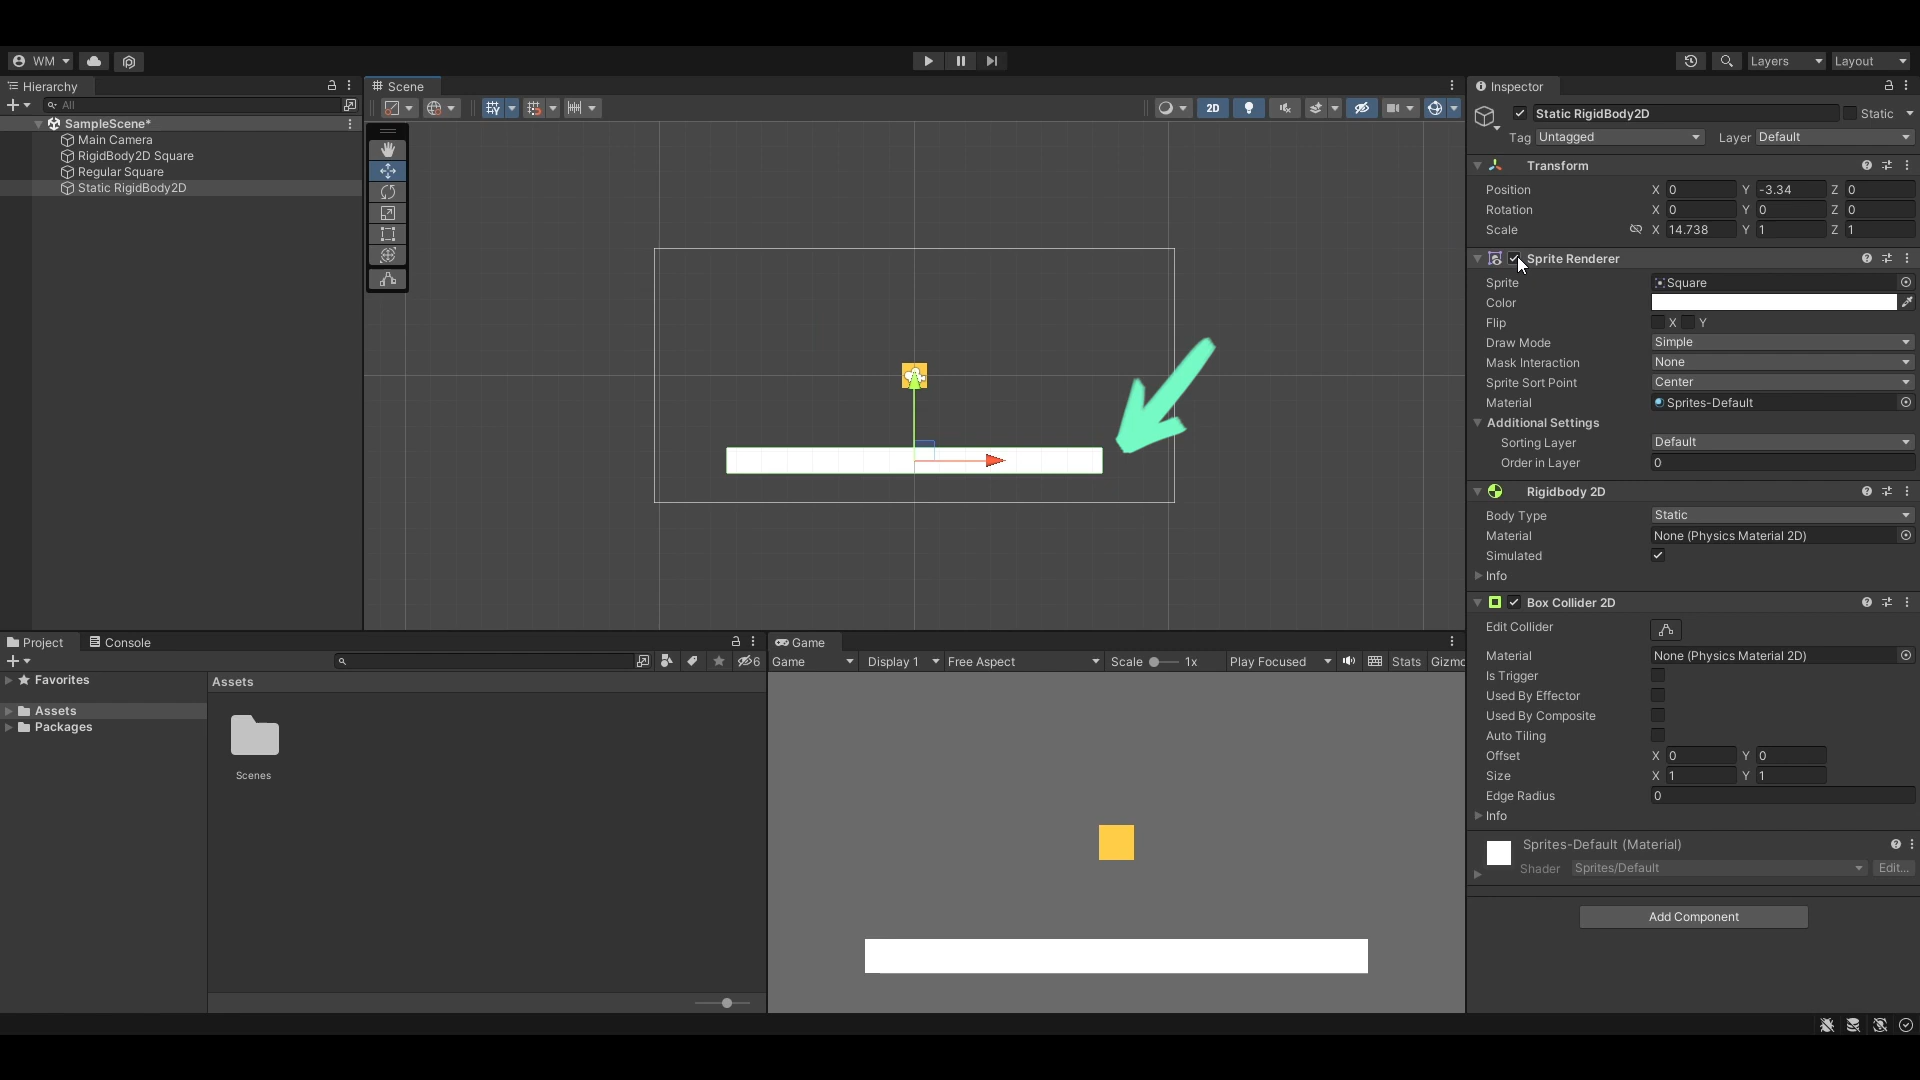 WM
Layers
Layout
Hierarchy
All
SampleScene*
Main Camera
RigidBody2D Square
Regular Square
Static RigidBody2D
Scene
2D
Inspector
Static RigidBody2D
Static
Tag Untagged
Layer Default
Transform
Position X 0 Y -3.34 Z 0
Rotation X 0 Y 0 Z 0
Scale X 14.738 Y 1 Z 1
Sprite Renderer
Sprite Square
Color
Flip X Y
Draw Mode Simple
Mask Interaction None
Sprite Sort Point Center
Material Sprites-Default
Additional Settings
Sorting Layer Default
Order in Layer 0
Rigidbody 2D
Body Type Static
Material None (Physics Material 2D)
Simulated
Info
Box Collider 2D
Edit Collider
Material None (Physics Material 2D)
Is Trigger
Used By Effector
Used By Composite
Auto Tiling
Offset X 0 Y 0
Size X 1 Y 1
Edge Radius 0
Info
Sprites-Default (Material)
Shader Sprites/Default Edit...
Add Component
Project
Console
6
Favorites
Assets
Packages
Assets
Scenes
Game
Game Display 1 Free Aspect Scale 1x Play Focused Stats Gizmo